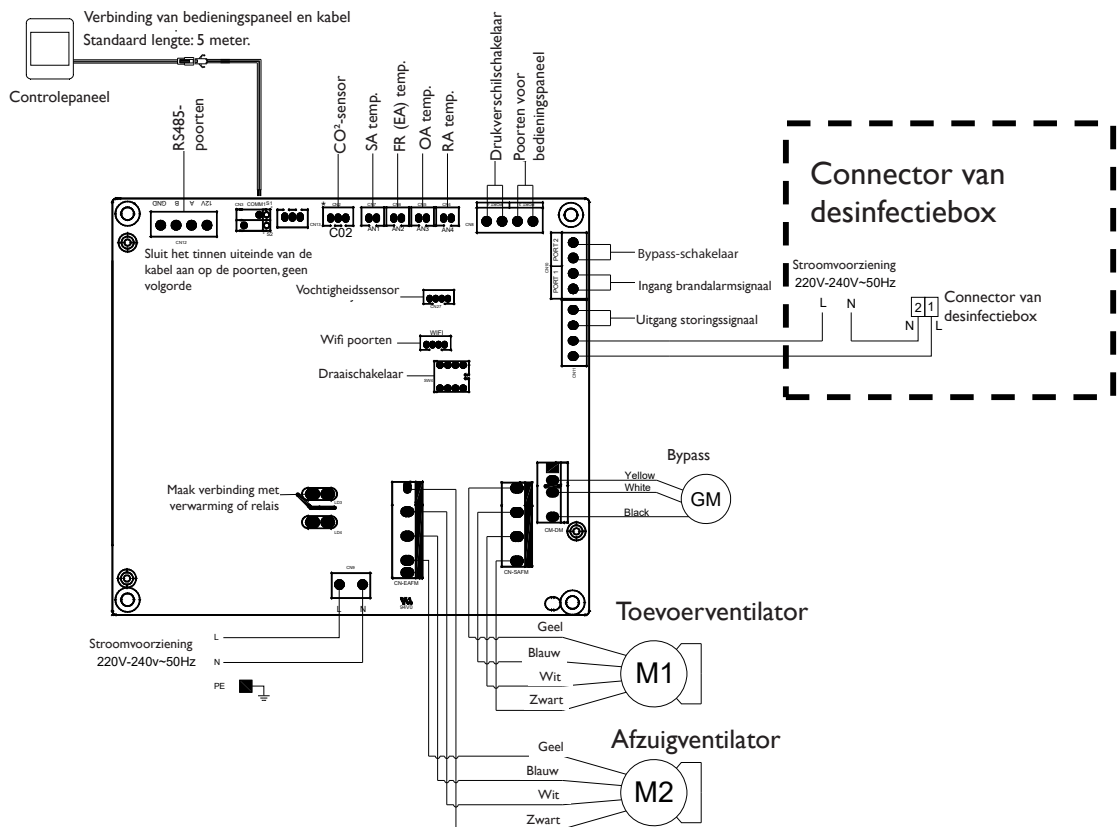 Verbinding van bedieningspaneel en kabel
Standaard lengte: 5 meter.
Controlepaneel
RS485-
poorten
CO²-sensor
SA temp.
FR (EA) temp.
OA temp.
RA temp.
Drukverschilschakelaar
Poorten voor
bedieningspaneel
GND
B
A
12V
CN12
COMM1
CN13
C02
AN1
AN2
AN3
AN4
Sluit het tinnen uiteinde van de
kabel aan op de poorten, geen
volgorde
Vochtigheidssensor
Wifi poorten
WIFI
Draaischakelaar
PORT 2
PORT 1
Bypass-schakelaar
Ingang brandalarmsignaal
Uitgang storingssignaal
Connector van
desinfectiebox
Stroomvoorziening
220V-240V~50Hz
L
N
2
1
N
L
Connector van
desinfectiebox
Maak verbinding met
verwarming of relais
CN-EAFM
CN-SAFM
CM-DM
Bypass
Yellow
White
Black
GM
94V0
L
N
Stroomvoorziening
220V-240v~50Hz
L
N
PE
Toevoerventilator
Geel
Blauw
Wit
Zwart
M1
Afzuigventilator
Geel
Blauw
Wit
Zwart
M2